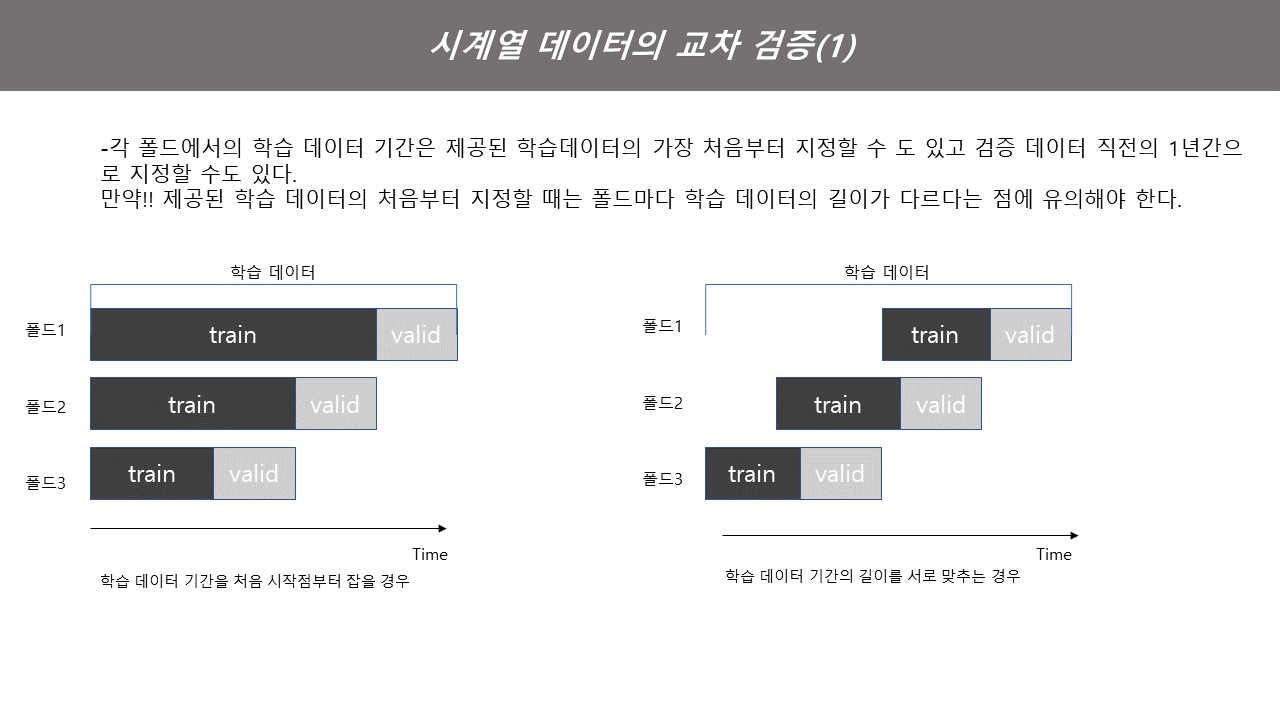 시계열 데이터의 교차 검증(1)
-각 폴드에서의 학습 데이터 기간은 제공된 학습데이터의 가장 처음부터 지정할 수 도 있고 검증 데이터 직전의 1년간으
로 지정할 수도 있다.
만약!! 제공된 학습 데이터의 처음부터 지정할 때는 폴드마다 학습 데이터의 길이가 다르다는 점에 유의해야 한다.
학습 데이터
폴드1 train valid
폴드2 train valid
폴드3 train valid
Time
학습 데이터 기간을 처음 시작점부터 잡을 경우
학습 데이터
폴드1 train valid
폴드2 train valid
폴드3 train valid
Time
학습 데이터 기간의 길이를 서로 맞추는 경우